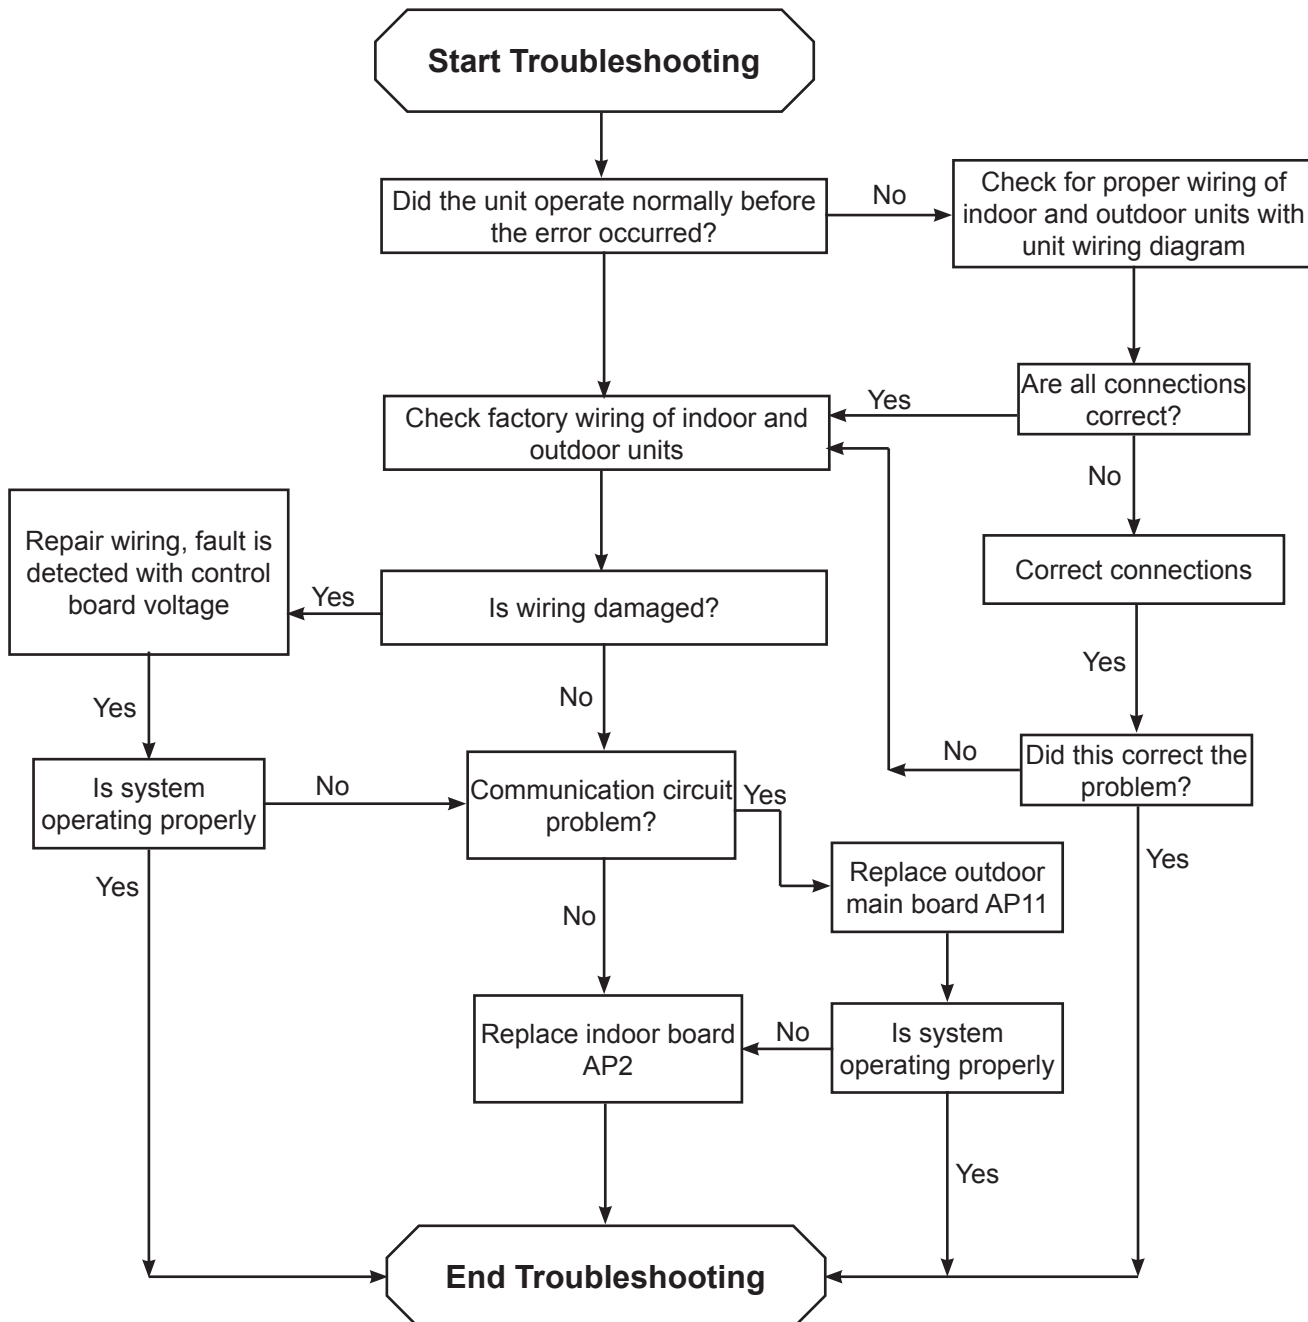 Start Troubleshooting
Did the unit operate normally before
the error occurred?
No
Check for proper wiring of
indoor and outdoor units with
unit wiring diagram
Are all connections
correct?
Yes
Check factory wiring of indoor and
outdoor units
No
Correct connections
Repair wiring, fault is
detected with control
board voltage
Yes
Is wiring damaged?
Yes
Yes
No
Did this correct the
problem?
No
Is system
operating properly
No
Communication circuit
problem?
Yes
Yes
Yes
Replace outdoor
main board AP11
No
Replace indoor board
AP2
No
Is system
operating properly
Yes
End Troubleshooting